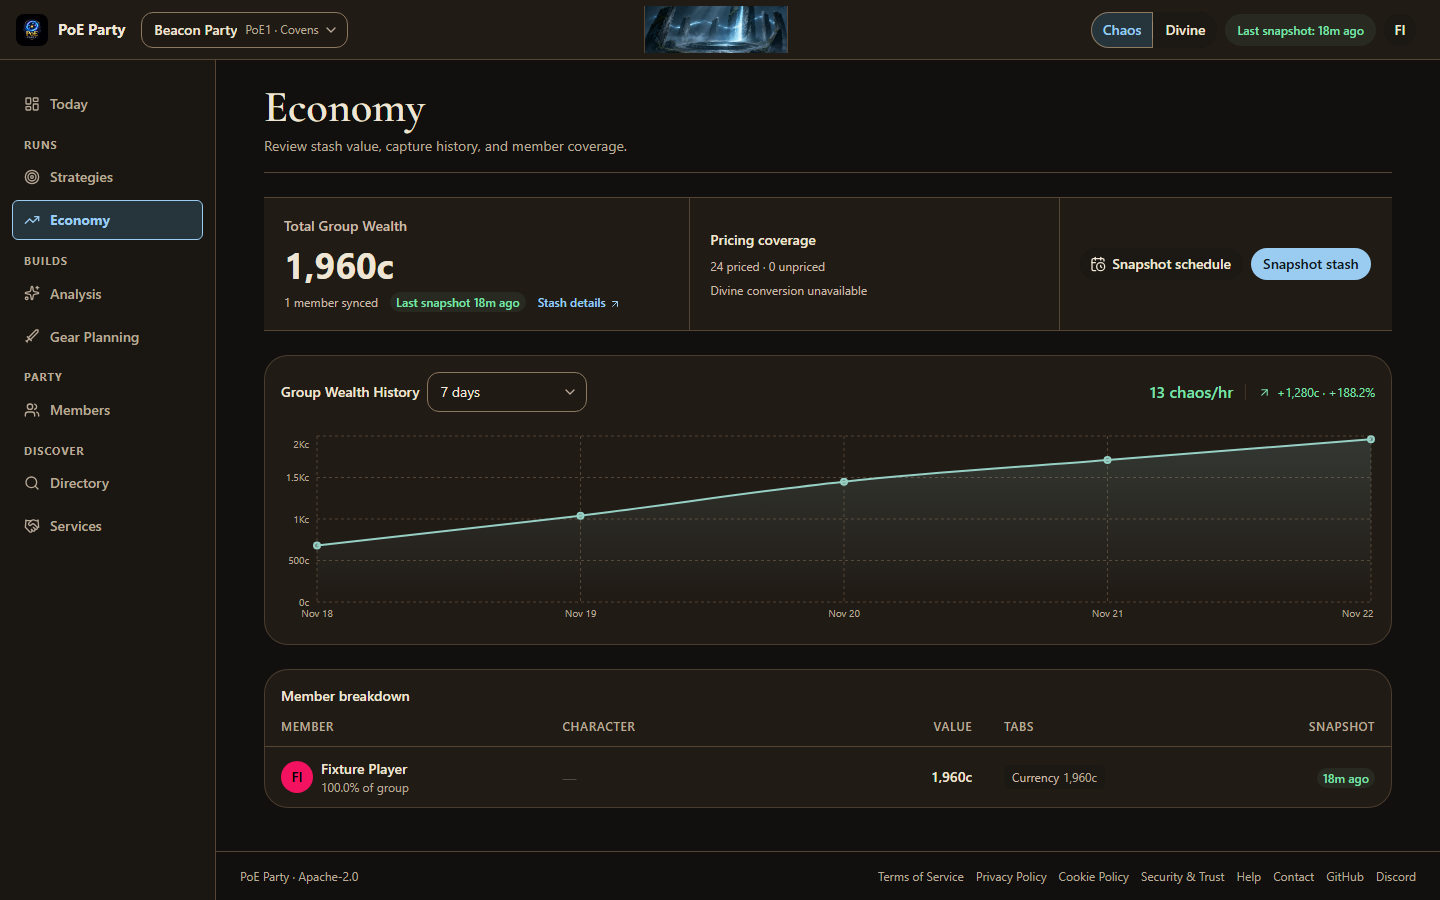 PoE Party
Beacon Party PoE1 · Covens
Chaos
Divine
Last snapshot: 18m ago
FI
Today
RUNS
Strategies
Economy
BUILDS
Analysis
Gear Planning
PARTY
Members
DISCOVER
Directory
Services
Economy
Review stash value, capture history, and member coverage.
Total Group Wealth
1,960c
1 member synced Last snapshot 18m ago Stash details
Pricing coverage
24 priced · 0 unpriced
Divine conversion unavailable
Snapshot schedule
Snapshot stash
Group Wealth History 7 days
13 chaos/hr +1,280c · +188.2%
2Kc
1.5Kc
1Kc
500c
0c
Nov 18 Nov 19 Nov 20 Nov 21 Nov 22
Member breakdown
MEMBER CHARACTER VALUE TABS SNAPSHOT
FI Fixture Player
100.0% of group
— 1,960c Currency 1,960c 18m ago
PoE Party · Apache-2.0
Terms of Service Privacy Policy Cookie Policy Security & Trust Help Contact GitHub Discord